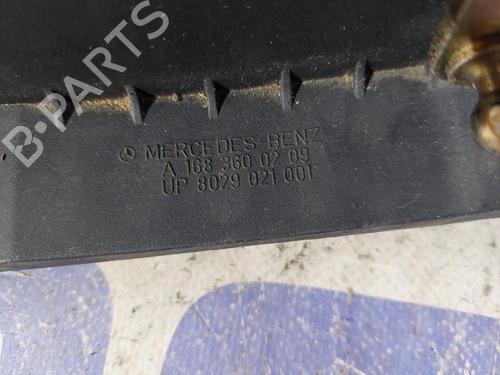 B-PARTS
MERCEDES-BENZ
A 168 360 02 09
UP 8029 021 001